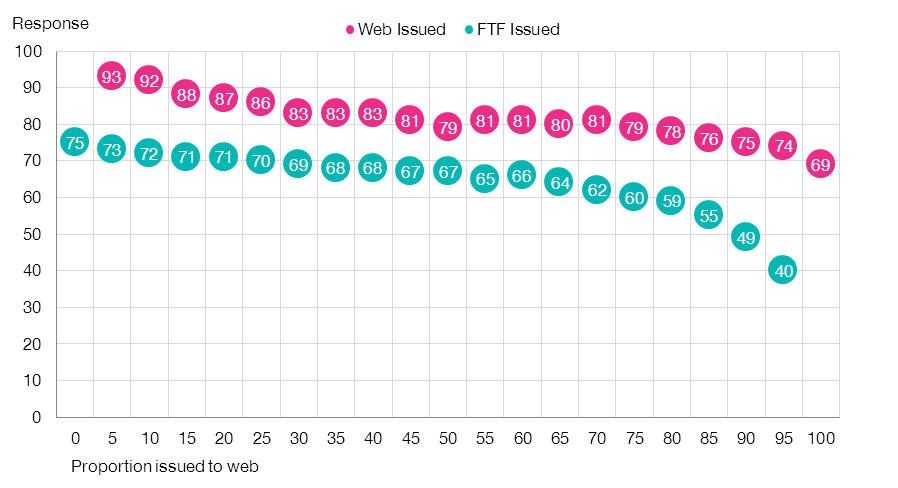 Response
Web Issued FTF Issued
100
90
80
70
60
50
40
30
20
10
0
93 92 88 87 86 83 83 83 81 79 81 81 80 81 79 78 76 75 74 69
75 73 72 71 71 70 69 68 68 67 67 65 66 64 62 60 59 55 49 40
0 5 10 15 20 25 30 35 40 45 50 55 60 65 70 75 80 85 90 95 100
Proportion issued to web